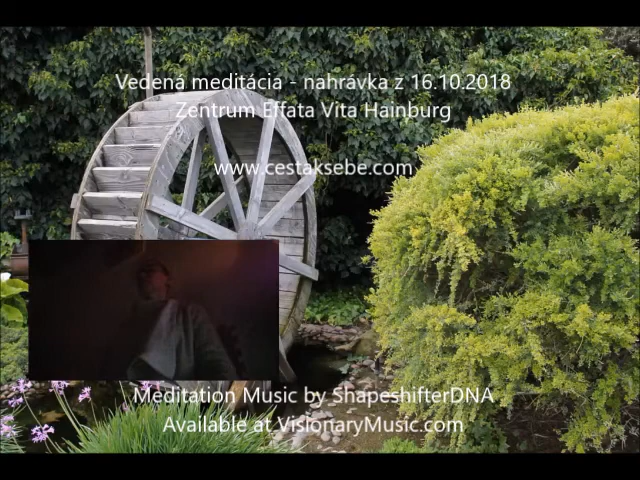 Vedená meditácia - nahrávka z 16.10.2018
Zentrum Effata Vita Hainburg
www.cestaksebe.com
Meditation Music by ShapeshifterDNA
Available at VisionaryMusic.com